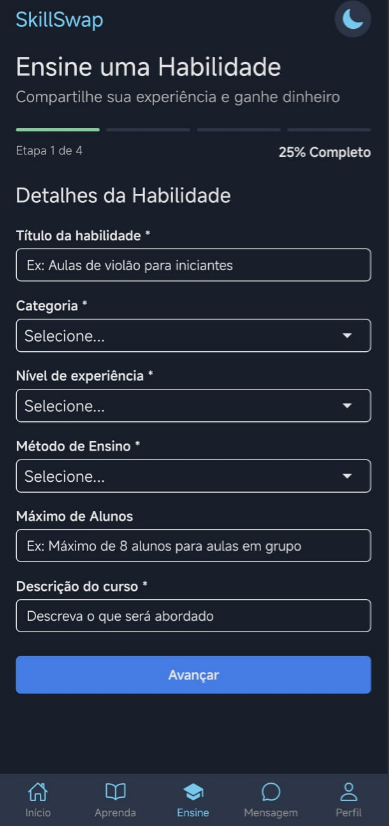 SkillSwap
Ensine uma Habilidade
Compartilhe sua experiência e ganhe dinheiro
Etapa 1 de 4
25% Completo
Detalhes da Habilidade
Título da habilidade *
Ex: Aulas de violão para iniciantes
Categoria *
Selecione...
Nível de experiência *
Selecione...
Método de Ensino *
Selecione...
Máximo de Alunos
Ex: Máximo de 8 alunos para aulas em grupo
Descrição do curso *
Descreva o que será abordado
Avançar
Início Aprenda Ensine Mensagem Perfil